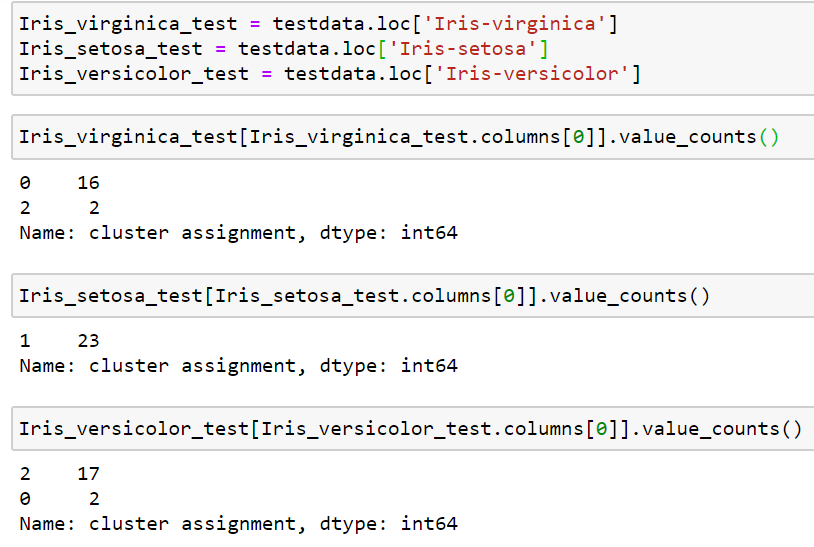 Iris_virginica_test = testdata.loc['Iris-virginica']
Iris_setosa_test = testdata.loc['Iris-setosa']
Iris_versicolor_test = testdata.loc['Iris-versicolor']
Iris_virginica_test[Iris_virginica_test.columns[0]].value_counts()
0    16
2     2
Name: cluster assignment, dtype: int64
Iris_setosa_test[Iris_setosa_test.columns[0]].value_counts()
1    23
Name: cluster assignment, dtype: int64
Iris_versicolor_test[Iris_versicolor_test.columns[0]].value_counts()
2    17
0     2
Name: cluster assignment, dtype: int64